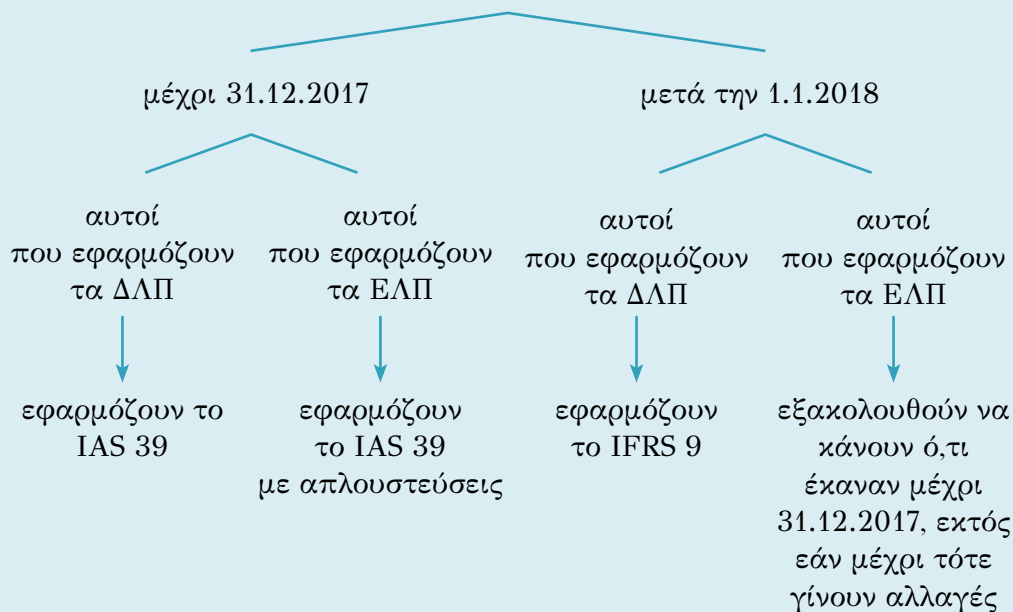 μέχρι 31.12.2017
μετά την 1.1.2018
αυτοί
που εφαρμόζουν
τα ΔΛΠ
αυτοί
που εφαρμόζουν
τα ΕΛΠ
αυτοί
που εφαρμόζουν
τα ΔΛΠ
αυτοί
που εφαρμόζουν
τα ΕΛΠ
εφαρμόζουν το
IAS 39
εφαρμόζουν
το IAS 39
με απλουστεύσεις
εφαρμόζουν
το IFRS 9
εξακολουθούν να
κάνουν ό,τι
έκαναν μέχρι
31.12.2017, εκτός
εάν μέχρι τότε
γίνουν αλλαγές